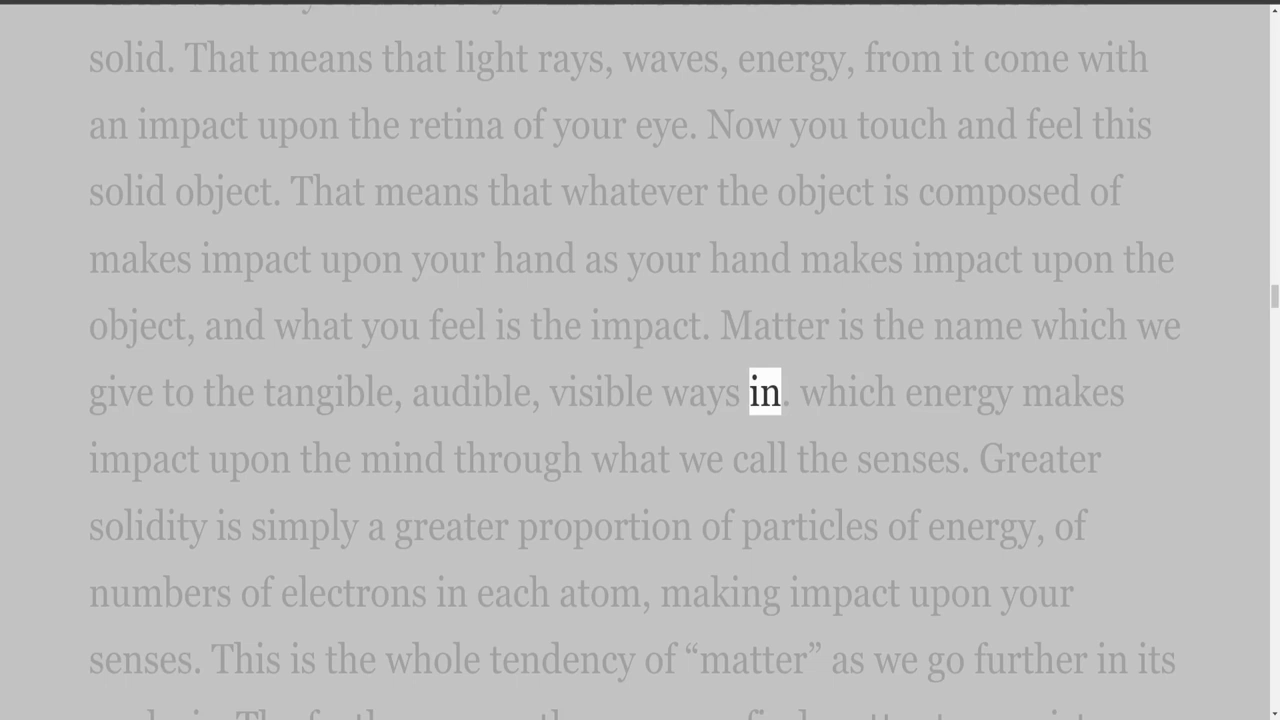 solid. That means that light rays, waves, energy, from it come with
an impact upon the retina of your eye. Now you touch and feel this
solid object. That means that whatever the object is composed of
makes impact upon your hand as your hand makes impact upon the
object, and what you feel is the impact. Matter is the name which we
give to the tangible, audible, visible ways in. which energy makes
impact upon the mind through what we call the senses. Greater
solidity is simply a greater proportion of particles of energy, of
numbers of electrons in each atom, making impact upon your
senses. This is the whole tendency of “matter” as we go further in its